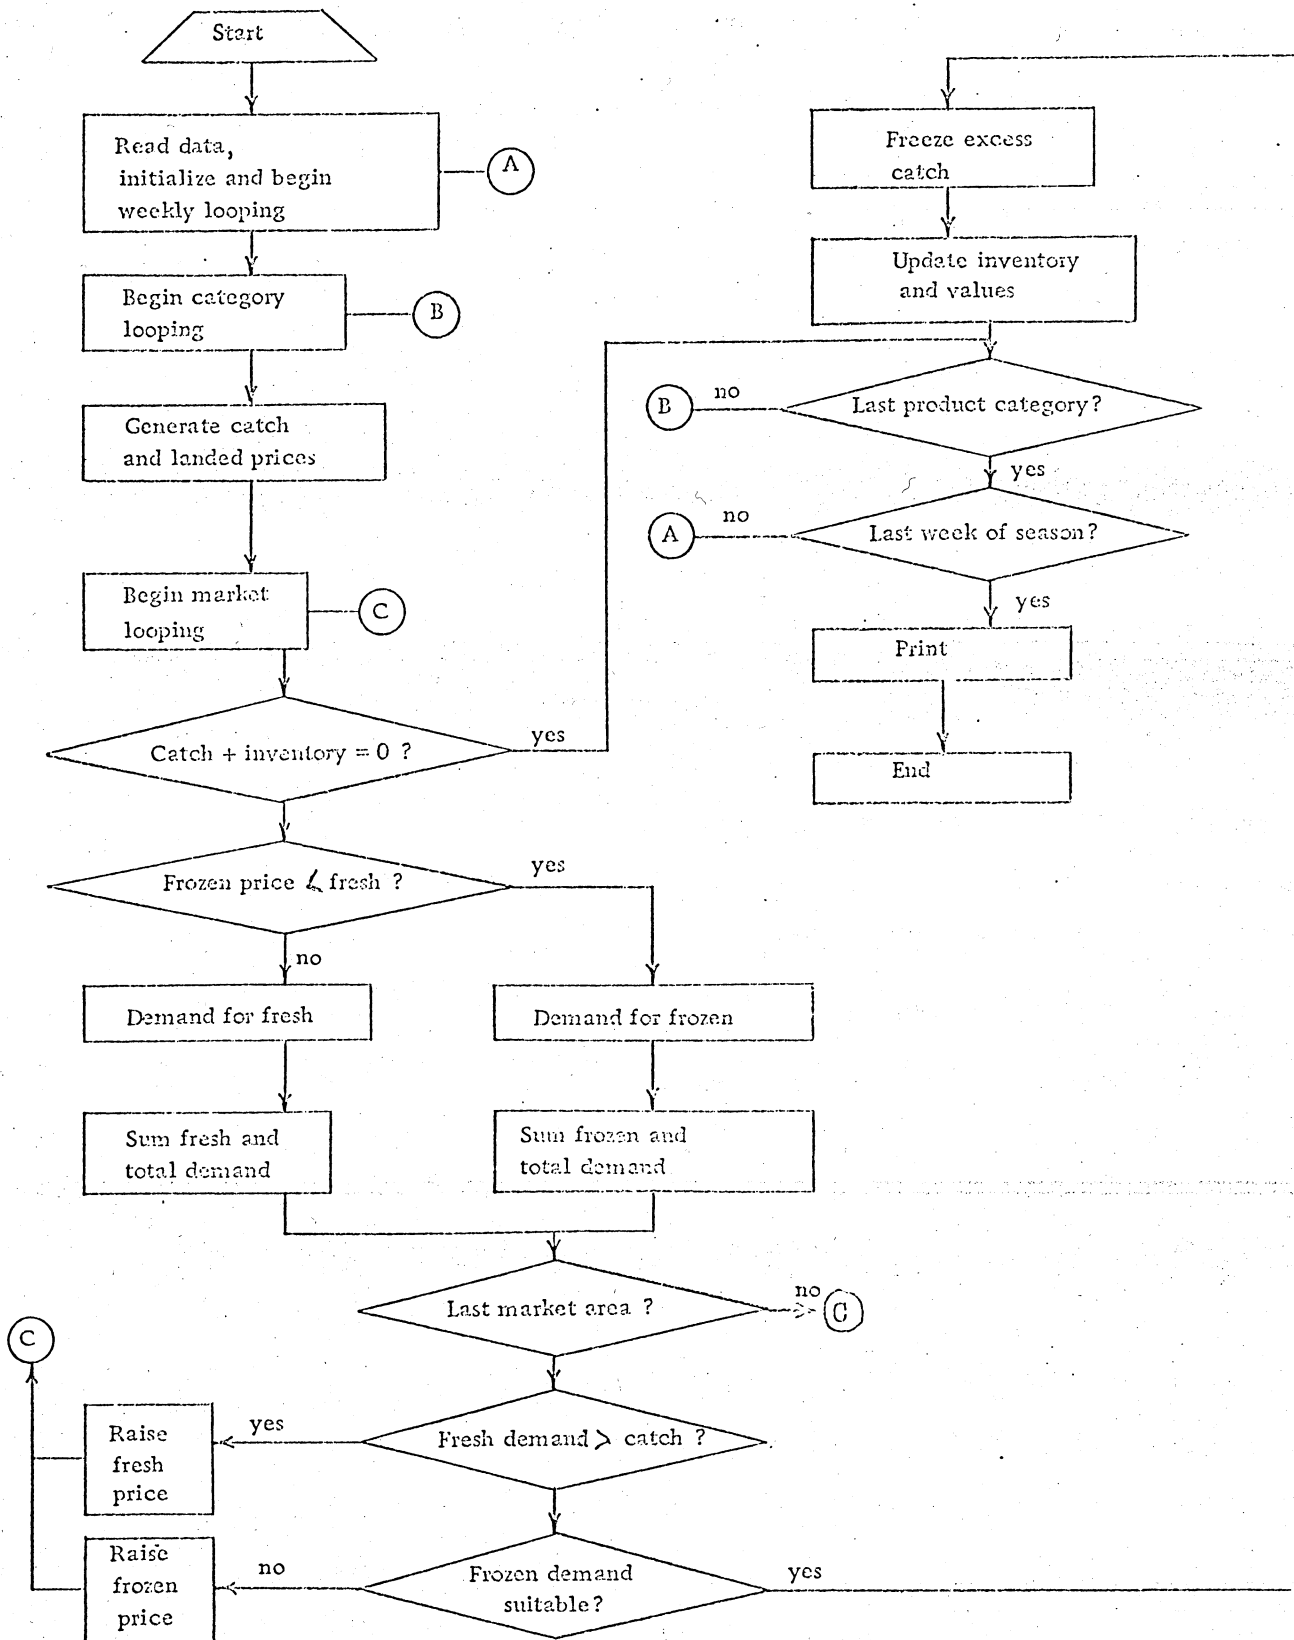 Start
Read data,
initialize and begin
weekly looping
A
Begin category
looping
B
Generate catch
and landed prices
Begin market
looping
C
Catch + inventory = 0 ?
yes
Frozen price < fresh ?
yes
no
Demand for fresh
Demand for frozen
Sum fresh and
total demand
Sum frozen and
total demand
Last market area ?
no
C
C
Fresh demand > catch ?
yes
Raise
fresh
price
Frozen demand
suitable?
no
Raise
frozen
price
yes
Freeze excess
catch
Update inventory
and values
Last product category?
no
B
yes
Last week of season?
no
A
yes
Print
End